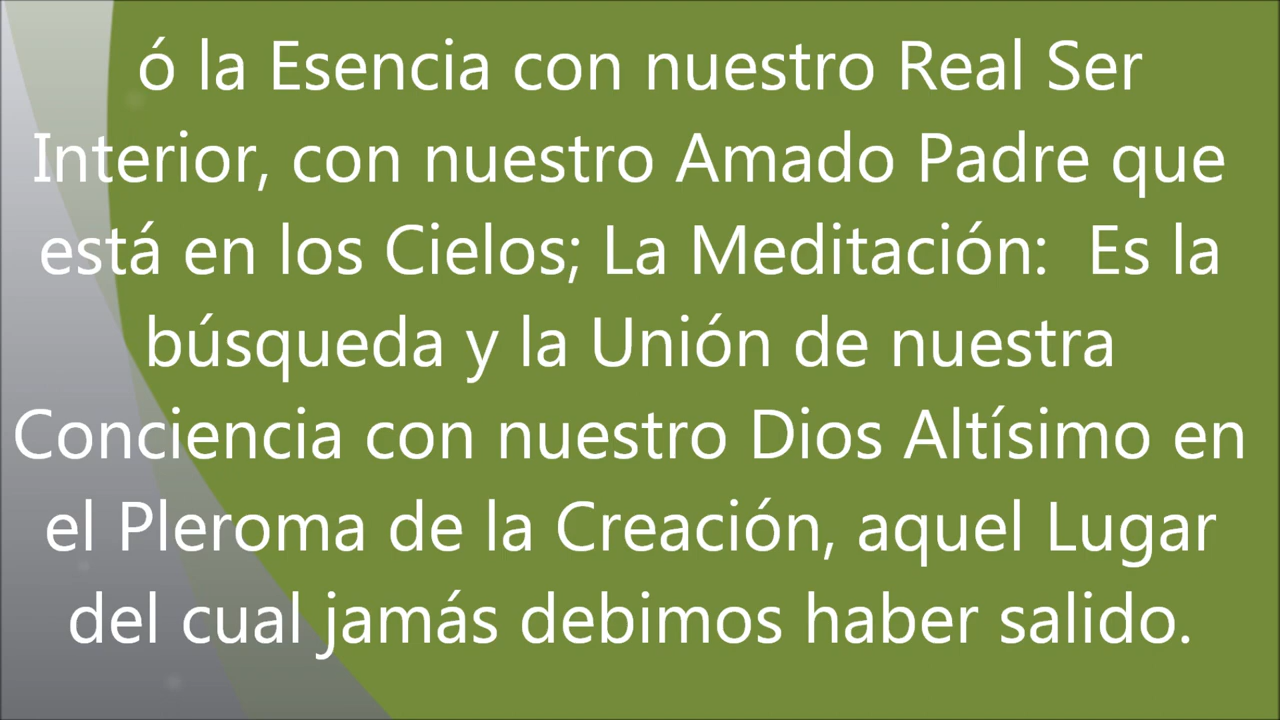 ó la Esencia con nuestro Real Ser
Interior, con nuestro Amado Padre que
está en los Cielos; La Meditación:  Es la
búsqueda y la Unión de nuestra
Conciencia con nuestro Dios Altísimo en
el Pleroma de la Creación, aquel Lugar
del cual jamás debimos haber salido.